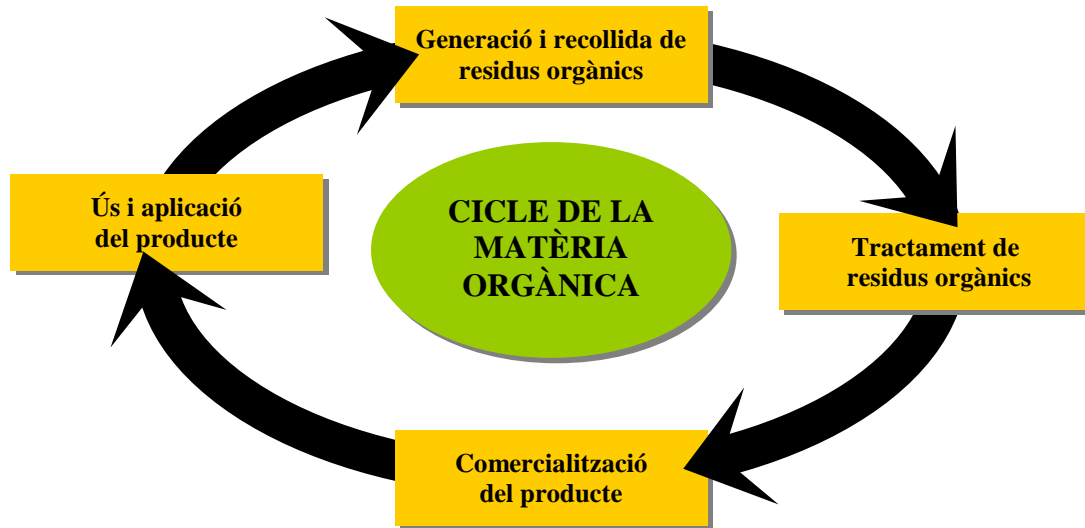 Generació i recollida de
residus orgànics
Ús i aplicació
del producte
CICLE DE LA
MATÈRIA
ORGÀNICA
Tractament de
residus orgànics
Comercialització
del producte